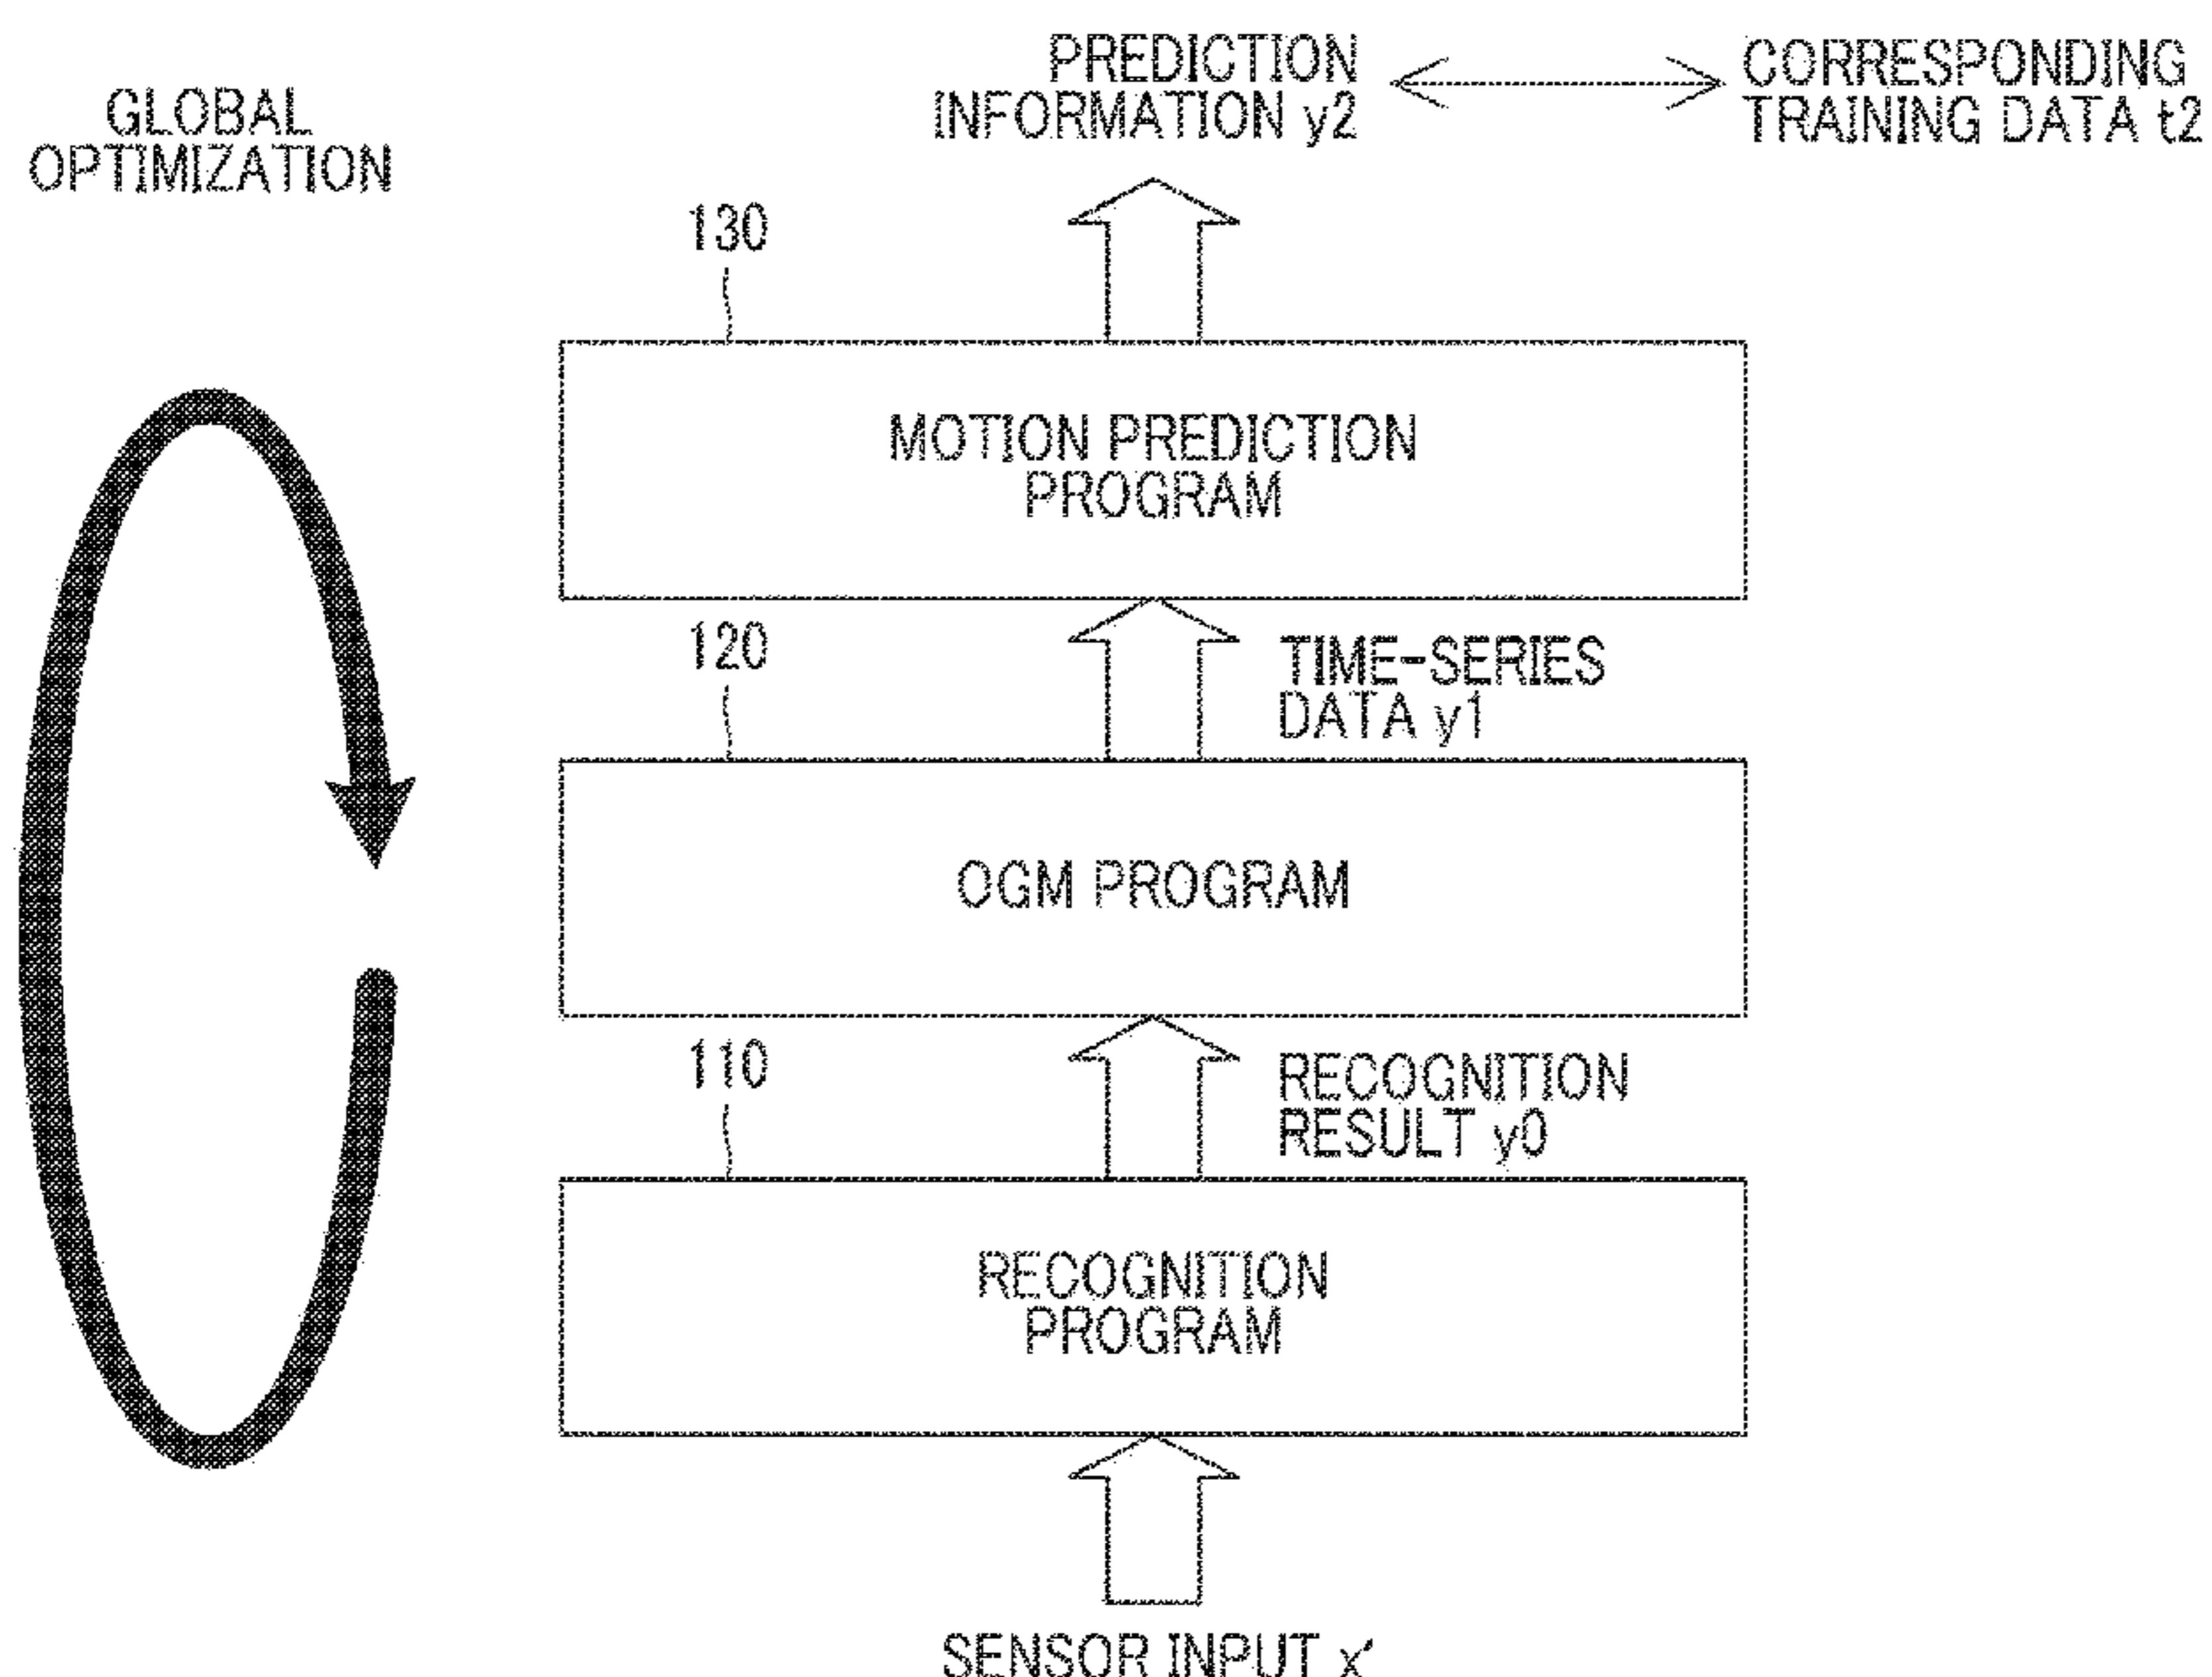 PREDICTION
INFORMATION y2
CORRESPONDING
TRAINING DATA t2
GLOBAL
OPTIMIZATION
130
MOTION PREDICTION
PROGRAM
120
TIME-SERIES
DATA y1
OGM PROGRAM
110
RECOGNITION
RESULT y0
RECOGNITION
PROGRAM
SENSOR INPUT x'